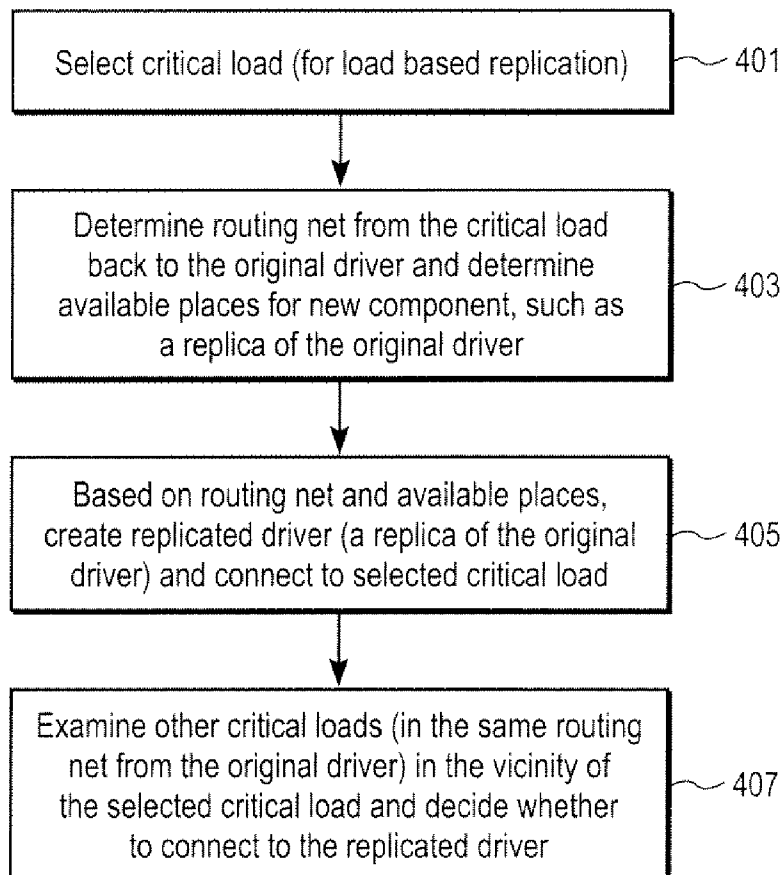 Select critical load (for load based replication)
401
Determine routing net from the critical load
back to the original driver and determine
available places for new component, such as
a replica of the original driver
403
Based on routing net and available places,
create replicated driver (a replica of the original
driver) and connect to selected critical load
405
Examine other critical loads (in the same routing
net from the original driver) in the vicinity of
the selected critical load and decide whether
to connect to the replicated driver
407